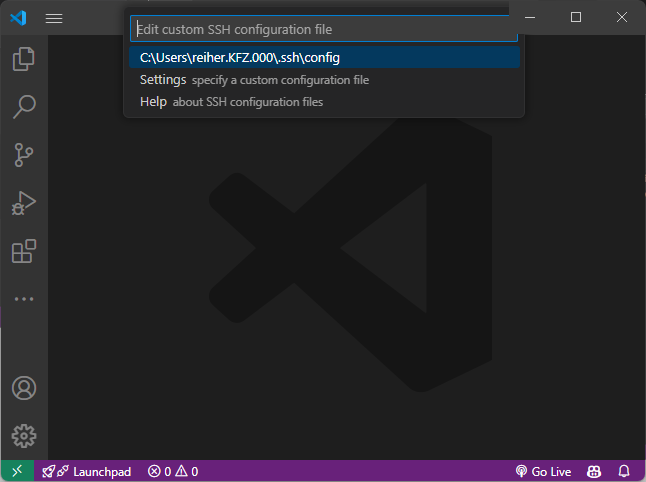 Edit custom SSH configuration file
C:\Users\reiher.KFZ.000\.ssh\config
Settings specify a custom configuration file
Help about SSH configuration files
Launchpad 0 0 Go Live